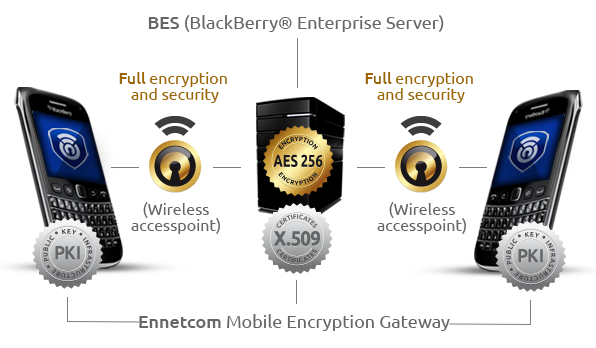 BES (BlackBerry® Enterprise Server)
Full encryption
and security
Full encryption
and security
BlackBerry
ENCRYPTION
AES 256
ENCRYPTION
(Wireless
accesspoint)
(Wireless
accesspoint)
CERTIFICATES
X.509
CERTIFICATES
PUBLIC • KEY • INFRASTRUCTURE
PKI
PUBLIC • KEY • INFRASTRUCTURE
PKI
Ennetcom Mobile Encryption Gateway